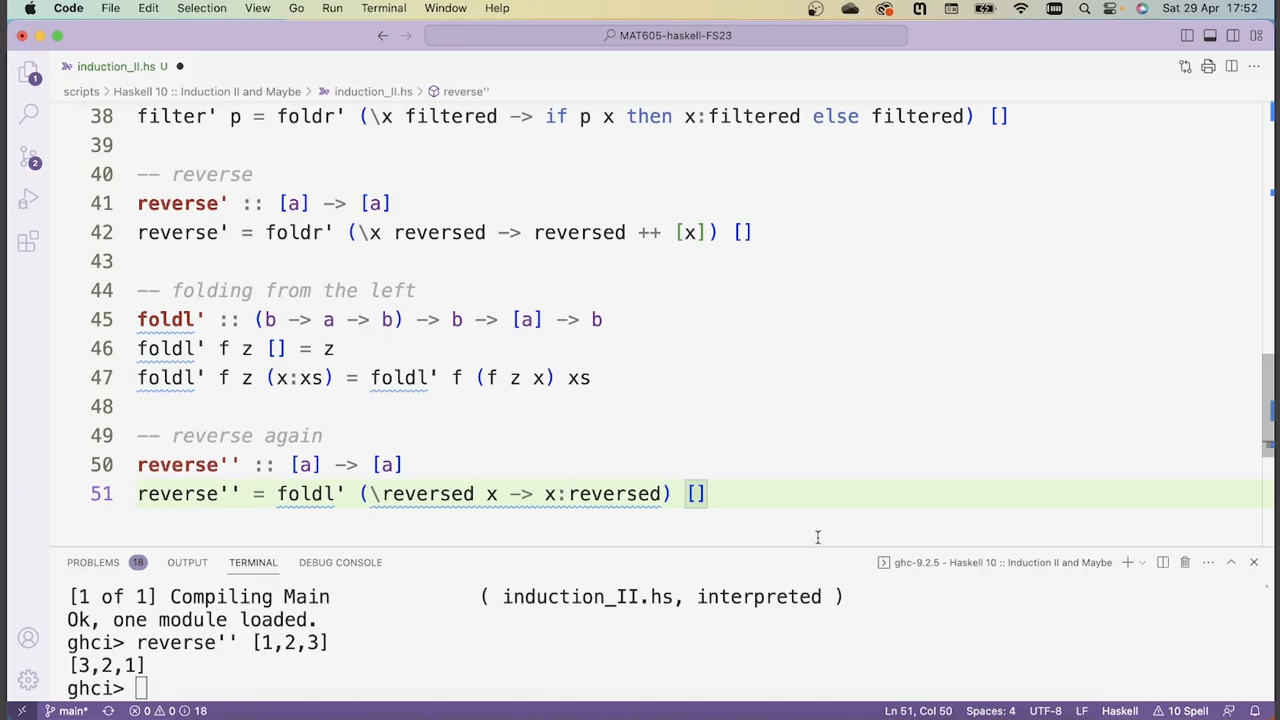 Code File Edit Selection View Go Run Terminal Window Help Sat 29 Apr 17:52
MAT605-haskell-FS23
induction_II.hs U
scripts > Haskell 10 :: Induction II and Maybe > induction_II.hs > reverse''
38 filter' p = foldr' (\x filtered -> if p x then x:filtered else filtered) []
39
40 -- reverse
41 reverse' :: [a] -> [a]
42 reverse' = foldr' (\x reversed -> reversed ++ [x]) []
43
44 -- folding from the left
45 foldl' :: (b -> a -> b) -> b -> [a] -> b
46 foldl' f z [] = z
47 foldl' f z (x:xs) = foldl' f (f z x) xs
48
49 -- reverse again
50 reverse'' :: [a] -> [a]
51 reverse'' = foldl' (\reversed x -> x:reversed) []
PROBLEMS 18 OUTPUT TERMINAL DEBUG CONSOLE ghc-9.2.5 - Haskell 10 :: Induction II and Maybe
[1 of 1] Compiling Main ( induction_II.hs, interpreted )
Ok, one module loaded.
ghci> reverse'' [1,2,3]
[3,2,1]
ghci>
main* 0 0 18 Ln 51, Col 50 Spaces: 4 UTF-8 LF Haskell 10 Spell
1
2